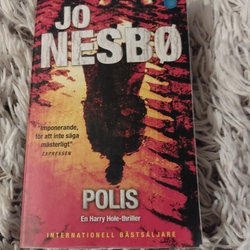 JO
NESBØ
"Imponerande,
för att inte säga
mästerligt"
EXPRESSEN
POLIS
En Harry Hole-thriller
INTERNATIONELL BÄSTSÄLJARE